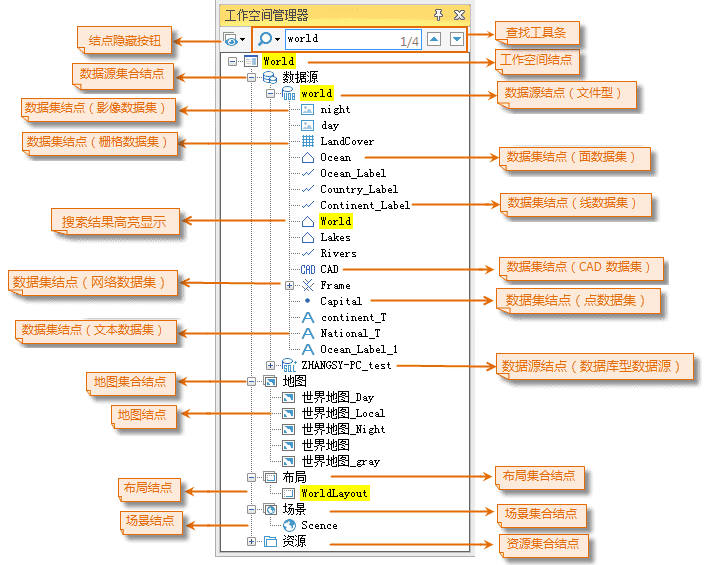 工作空间管理器
结点隐藏按钮
world
1/4
查找工具条
World
工作空间结点
数据源集合结点
数据源
world
数据源结点（文件型）
数据集结点（影像数据集）
night
day
数据集结点（栅格数据集）
LandCover
Ocean
数据集结点（面数据集）
Ocean_Label
Country_Label
Continent_Label
数据集结点（线数据集）
搜索结果高亮显示
World
Lakes
Rivers
CAD CAD
数据集结点（CAD 数据集）
数据集结点（网络数据集）
Frame
Capital
数据集结点（点数据集）
continent_T
数据集结点（文本数据集）
National_T
Ocean_Label_1
ZHANGSY-PC_test
数据源结点（数据库型数据源）
地图集合结点
地图
世界地图_Day
地图结点
世界地图_Local
世界地图_Night
世界地图
世界地图_gray
布局
布局集合结点
布局结点
WorldLayout
场景
场景集合结点
场景结点
Scence
资源
资源集合结点